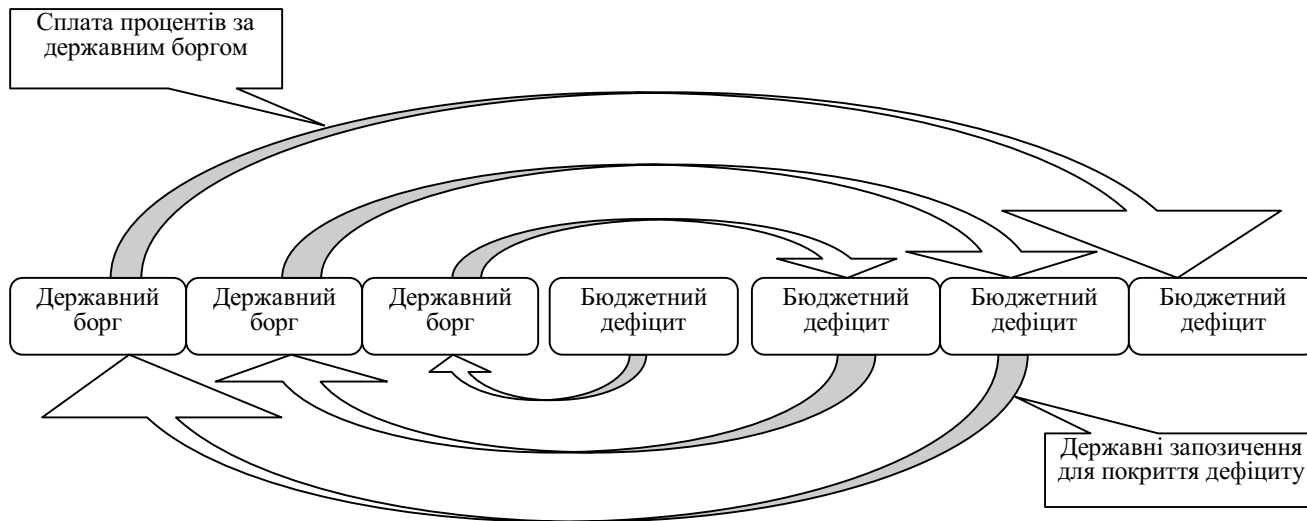 Сплата процентів за
державним боргом
Державний
борг
Державний
борг
Державний
борг
Бюджетний
дефіцит
Бюджетний
дефіцит
Бюджетний
дефіцит
Бюджетний
дефіцит
Державні запозичення
для покриття дефіциту